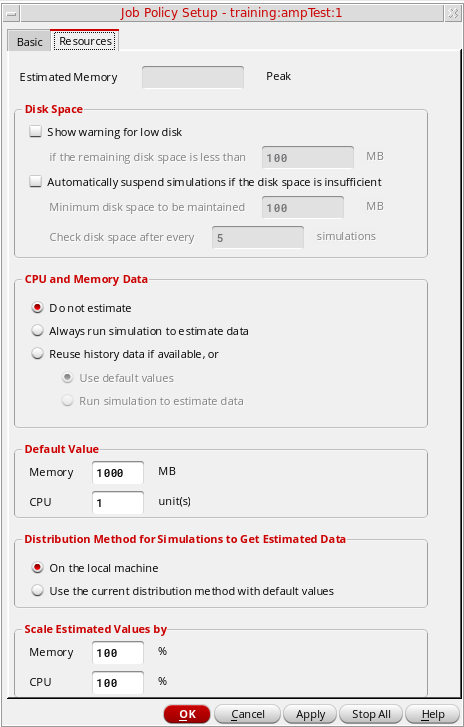 Job Policy Setup - training:ampTest:1
Basic Resources
Estimated Memory Peak
Disk Space
Show warning for low disk
if the remaining disk space is less than 100 MB
Automatically suspend simulations if the disk space is insufficient
Minimum disk space to be maintained 100 MB
Check disk space after every 5 simulations
CPU and Memory Data
Do not estimate
Always run simulation to estimate data
Reuse history data if available, or
Use default values
Run simulation to estimate data
Default Value
Memory 1000 MB
CPU 1 unit(s)
Distribution Method for Simulations to Get Estimated Data
On the local machine
Use the current distribution method with default values
Scale Estimated Values by
Memory 100 %
CPU 100 %
OK Cancel Apply Stop All Help